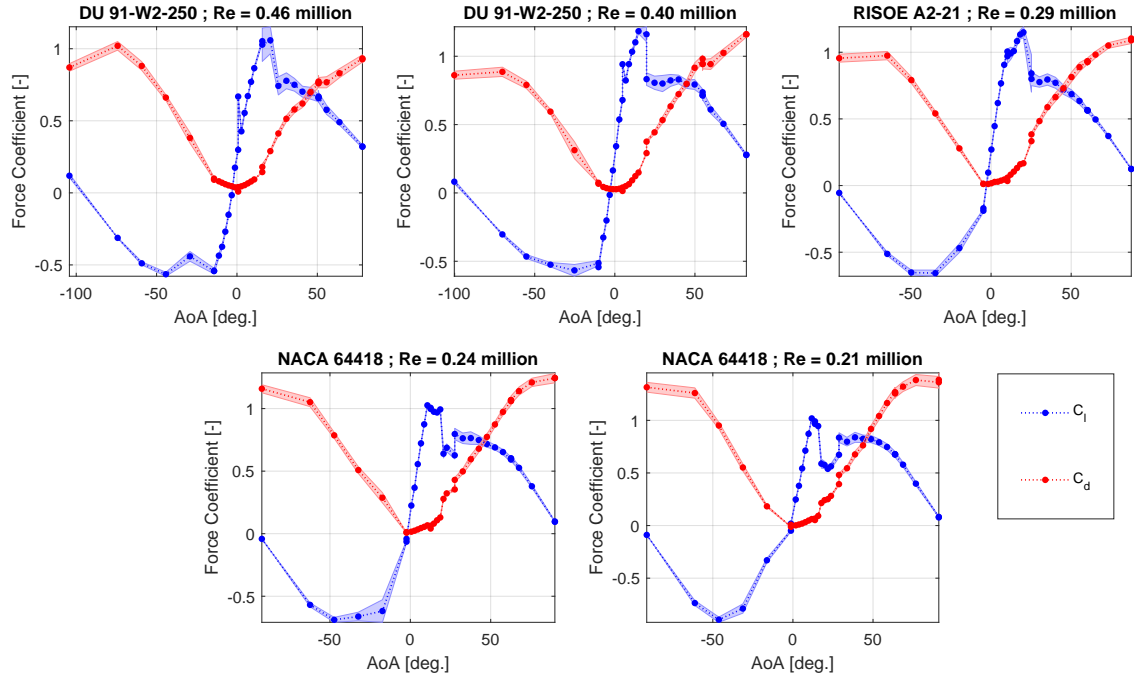 DU 91-W2-250 ; Re = 0.46 million
1
0.5
0
-0.5
-100
-50
0
50
Force Coefficient [-]
AoA [deg.]
DU 91-W2-250 ; Re = 0.40 million
1
0.5
0
-0.5
-100
-50
0
50
Force Coefficient [-]
AoA [deg.]
RISOE A2-21 ; Re = 0.29 million
1
0.5
0
-0.5
-50
0
50
Force Coefficient [-]
AoA [deg.]
NACA 64418 ; Re = 0.24 million
1
0.5
0
-0.5
-50
0
50
Force Coefficient [-]
AoA [deg.]
NACA 64418 ; Re = 0.21 million
1
0.5
0
-0.5
-50
0
50
Force Coefficient [-]
AoA [deg.]
C_l
C_d